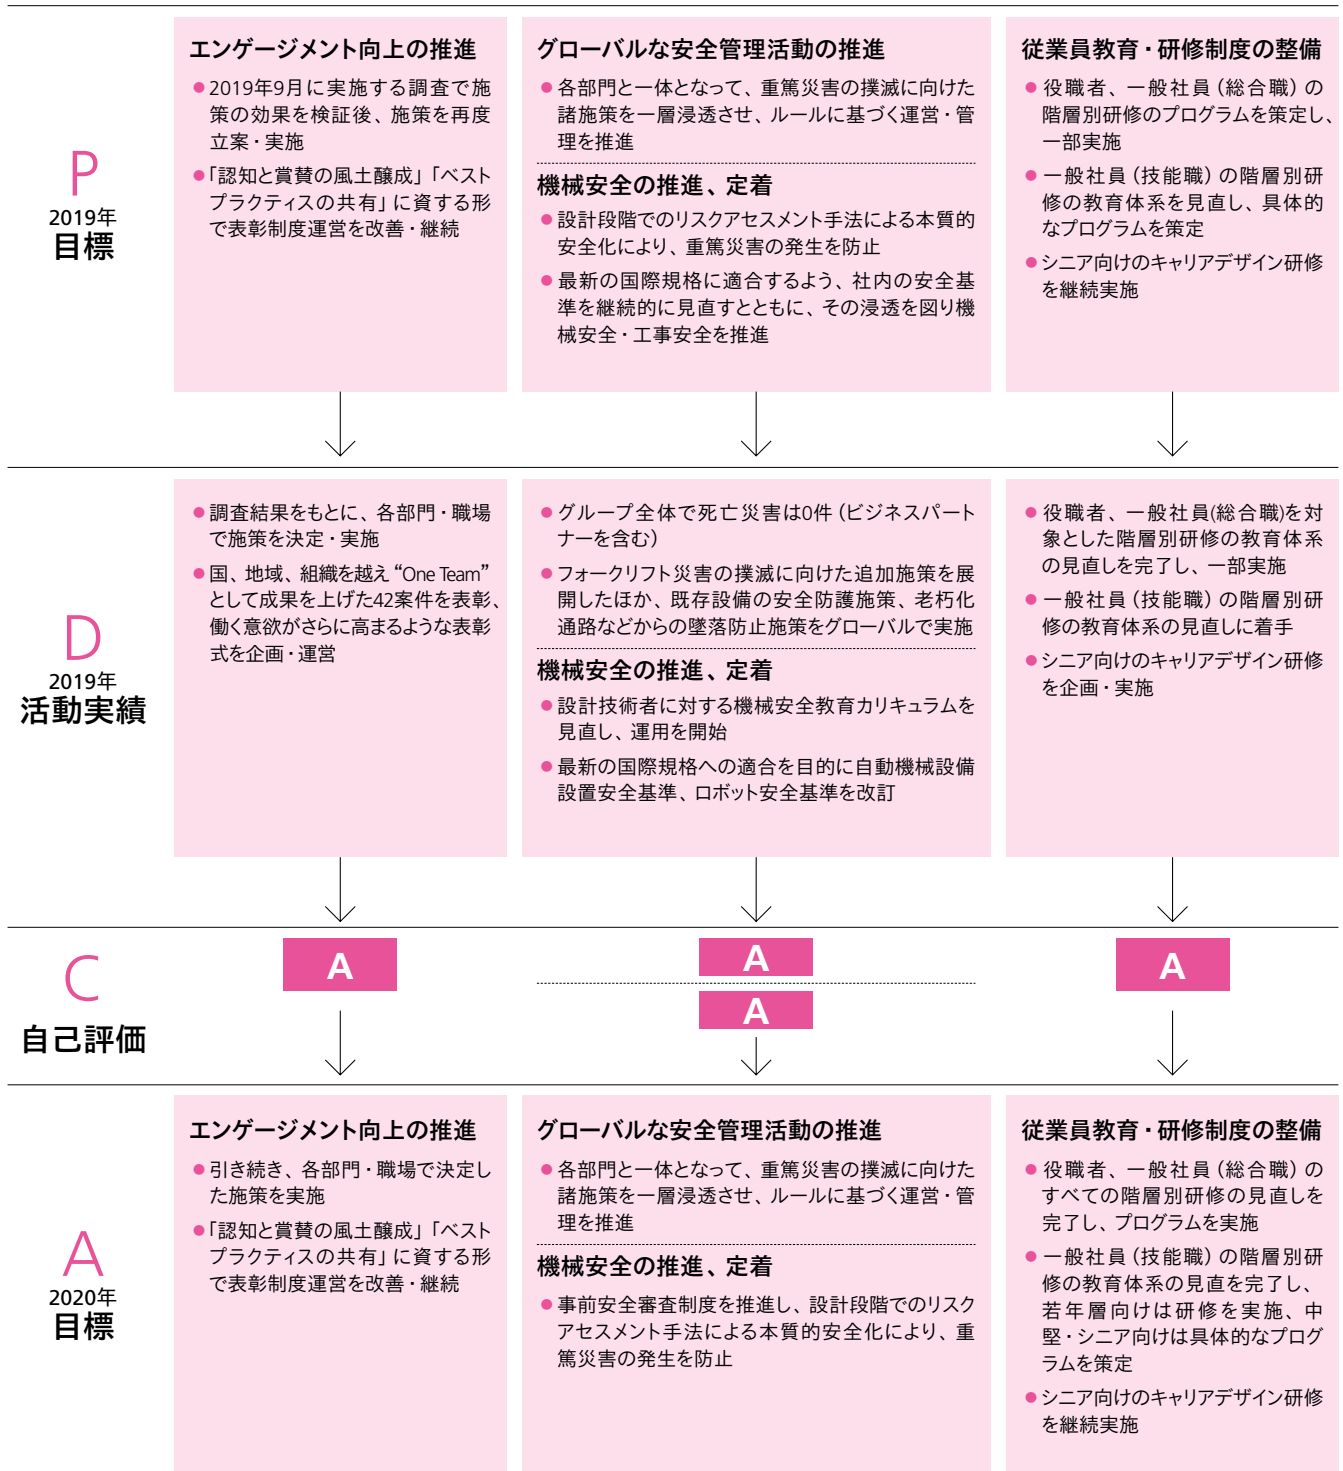 P
2019年
目標
エンゲージメント向上の推進
●2019年9月に実施する調査で施
策の効果を検証後、施策を再度
立案・実施
●「認知と賞賛の風土醸成」「ベスト
プラクティスの共有」に資する形
で表彰制度運営を改善・継続
グローバルな安全管理活動の推進
●各部門と一体となって、重篤災害の撲滅に向けた
諸施策を一層浸透させ、ルールに基づく運営・管
理を推進
機械安全の推進、定着
●設計段階でのリスクアセスメント手法による本質的
安全化により、重篤災害の発生を防止
●最新の国際規格に適合するよう、社内の安全基
準を継続的に見直すとともに、その浸透を図り機
械安全・工事安全を推進
従業員教育・研修制度の整備
●役職者、一般社員(総合職)の
階層別研修のプログラムを策定し、
一部実施
●一般社員(技能職)の階層別研
修の教育体系を見直し、具体的
なプログラムを策定
●シニア向けのキャリアデザイン研修
を継続実施
D
2019年
活動実績
●調査結果をもとに、各部門・職場
で施策を決定・実施
●国、地域、組織を越え“One Team”
として成果を上げた42案件を表彰、
働く意欲がさらに高まるような表彰
式を企画・運営
●グループ全体で死亡災害は0件(ビジネスパート
ナーを含む)
●フォークリフト災害の撲滅に向けた追加施策を展
開したほか、既存設備の安全防護施策、老朽化
通路などからの墜落防止施策をグローバルで実施
機械安全の推進、定着
●設計技術者に対する機械安全教育カリキュラムを
見直し、運用を開始
●最新の国際規格への適合を目的に自動機械設備
設置安全基準、ロボット安全基準を改訂
●役職者、一般社員(総合職)を対
象とした階層別研修の教育体系
の見直しを完了し、一部実施
●一般社員(技能職)の階層別研
修の教育体系の見直しに着手
●シニア向けのキャリアデザイン研修
を企画・実施
C
自己評価
A
A
A
A
A
2020年
目標
エンゲージメント向上の推進
●引き続き、各部門・職場で決定し
た施策を実施
●「認知と賞賛の風土醸成」「ベスト
プラクティスの共有」に資する形
で表彰制度運営を改善・継続
グローバルな安全管理活動の推進
●各部門と一体となって、重篤災害の撲滅に向けた
諸施策を一層浸透させ、ルールに基づく運営・管
理を推進
機械安全の推進、定着
●事前安全審査制度を推進し、設計段階でのリスク
アセスメント手法による本質的安全化により、重
篤災害の発生を防止
従業員教育・研修制度の整備
●役職者、一般社員(総合職)の
すべての階層別研修の見直しを
完了し、プログラムを実施
●一般社員(技能職)の階層別研
修の教育体系の見直を完了し、
若年層向けは研修を実施、中
堅・シニア向けは具体的なプログ
ラムを策定
●シニア向けのキャリアデザイン研修
を継続実施